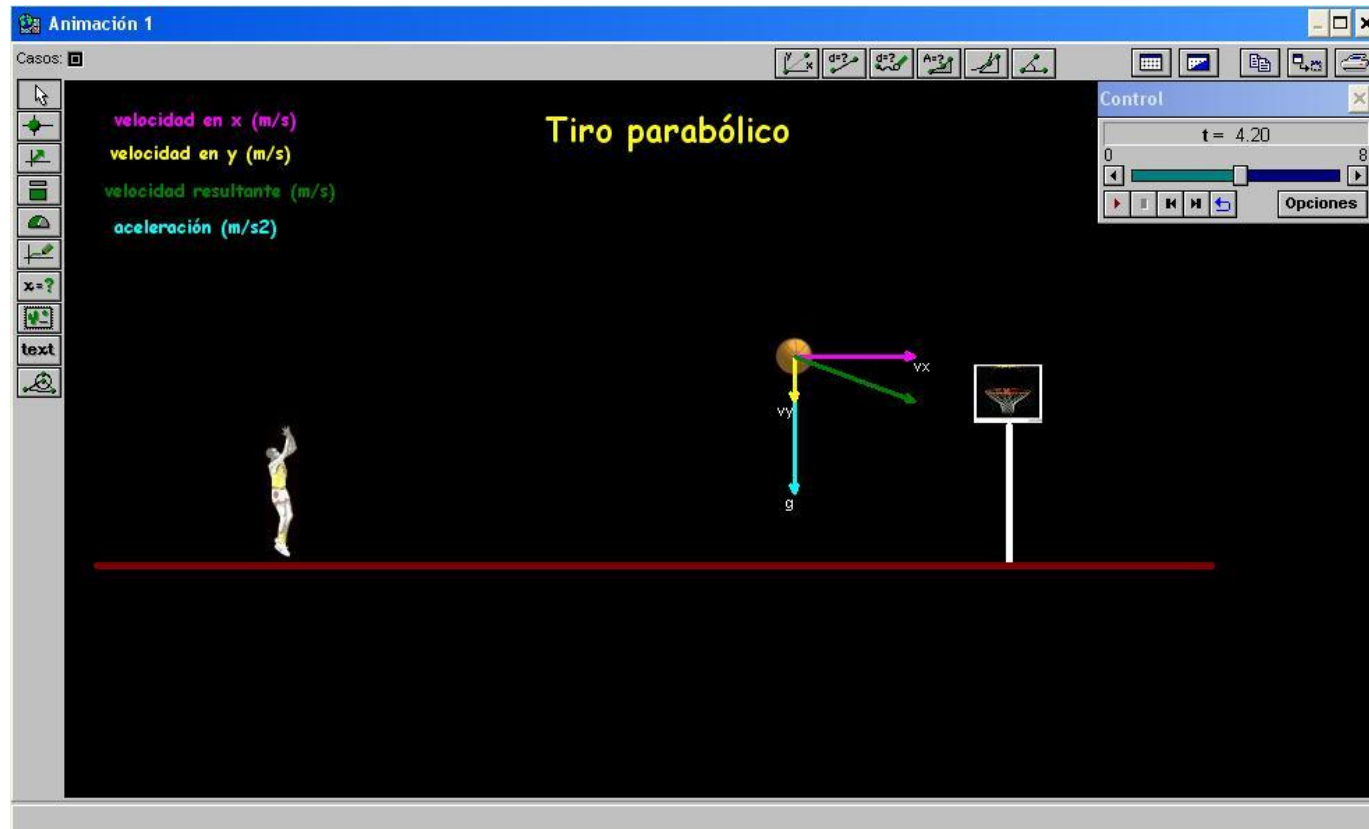 Animación 1
Casos:
y x
d=?
d=?
A=?
Control
t = 4.20
0 8
Opciones
x=?
text
velocidad en x (m/s)
velocidad en y (m/s)
velocidad resultante (m/s)
aceleración (m/s2)
Tiro parabólico
vx
vy
g